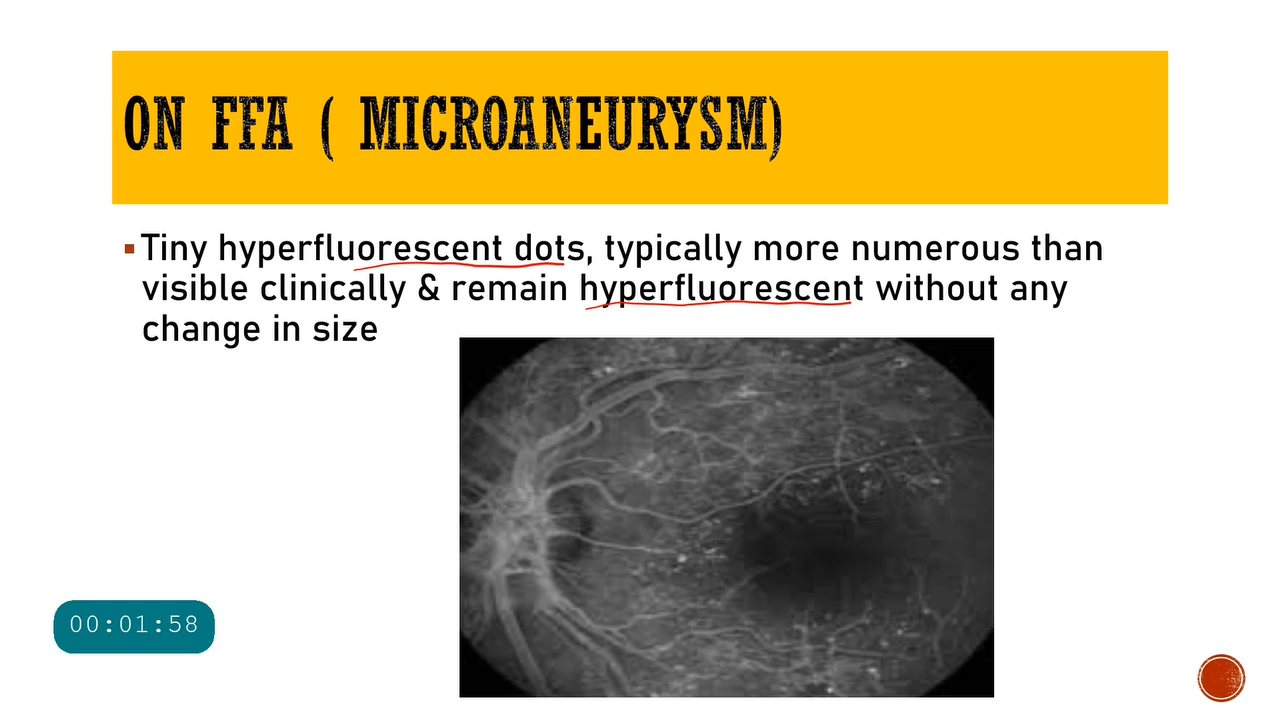 ON FFA ( MICROANEURYSM)
Tiny hyperfluorescent dots, typically more numerous than
visible clinically & remain hyperfluorescent without any
change in size
00:01:58